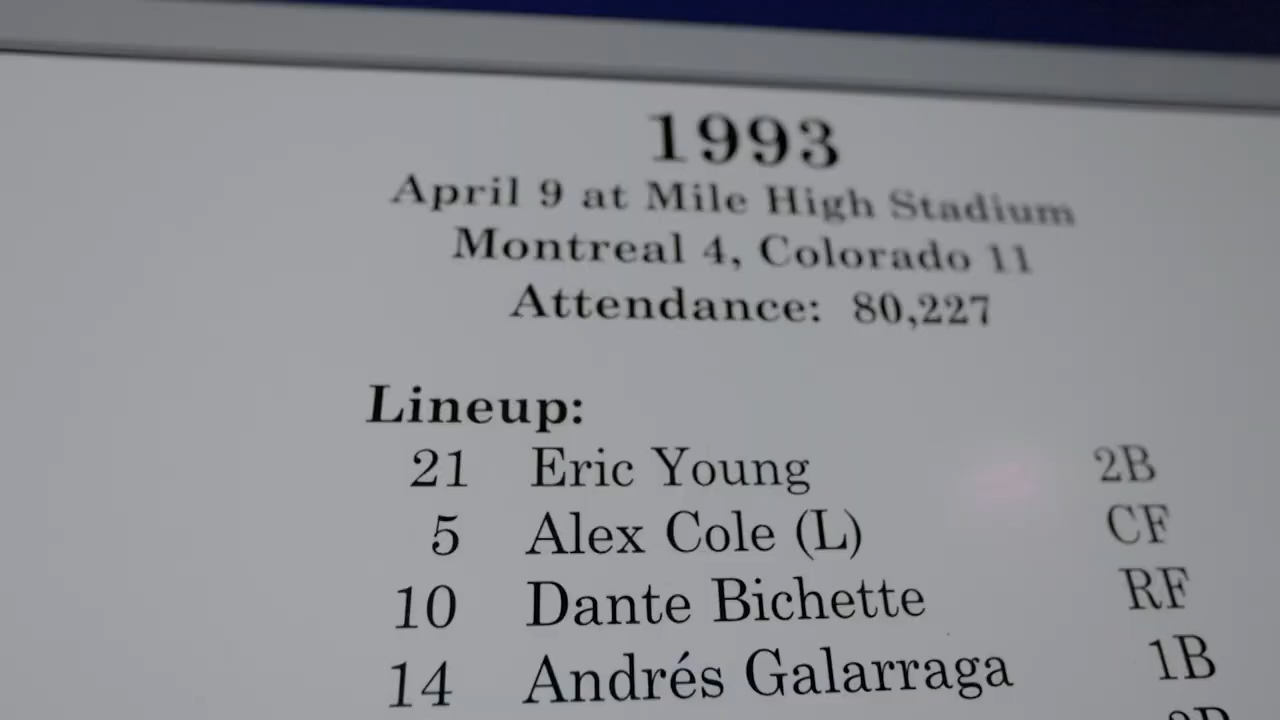 1993
April 9 at Mile High Stadium
Montreal 4, Colorado 11
Attendance: 80,227
Lineup:
21 Eric Young 2B
5 Alex Cole (L) CF
10 Dante Bichette RF
14 Andrés Galarraga 1B